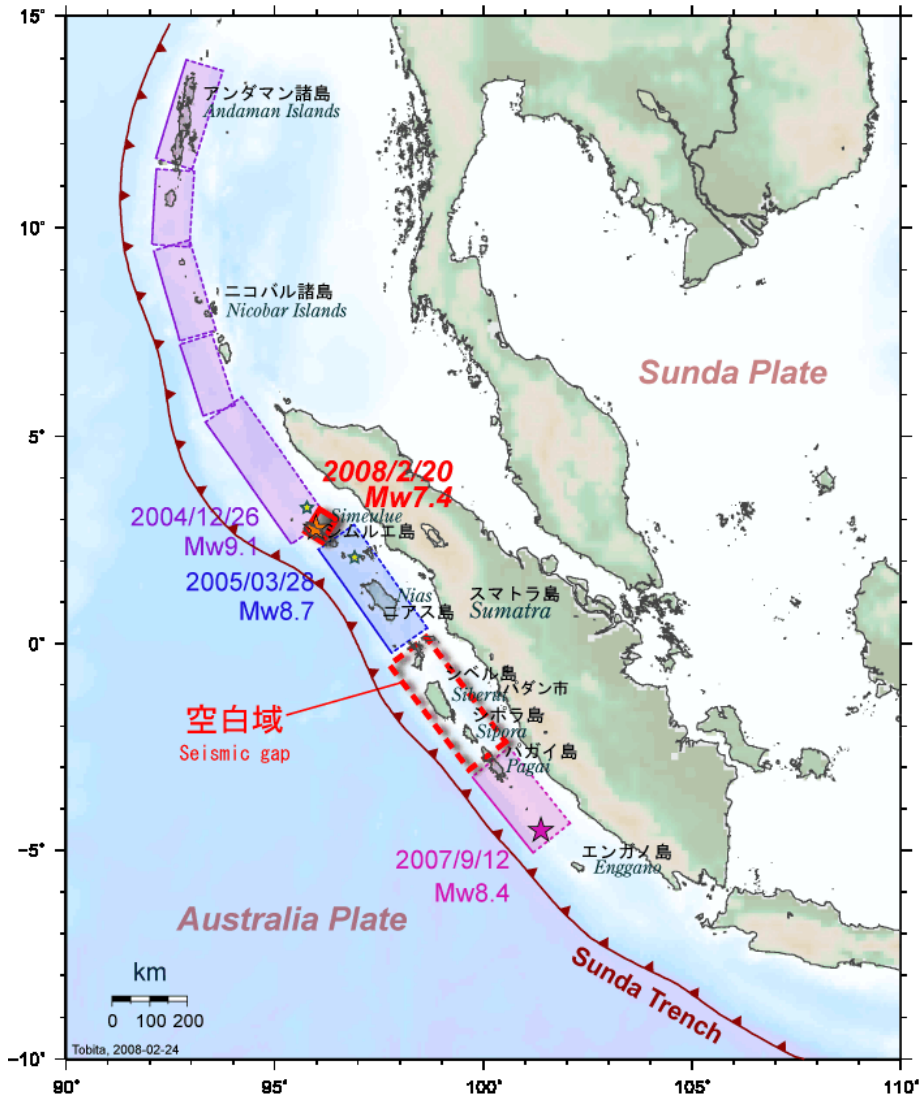 15°
アンダマン諸島
Andaman Islands
10°
ニコバル諸島
Nicobar Islands
Sunda Plate
5°
2008/2/20
Mw7.4
2004/12/26
Mw9.1
Simeulue
シムルエ島
2005/03/28
Mw8.7
Nias
ニアス島
スマトラ島
Sumatra
0°
シベル島
Siberut
パダン市
空白域
Seismic gap
シポラ島
Sipora
パガイ島
Pagai
-5°
2007/9/12
Mw8.4
エンガノ島
Enggano
Australia Plate
Sunda Trench
km
0 100 200
Tobita, 2008-02-24
-10°
90° 95° 100° 105° 110°